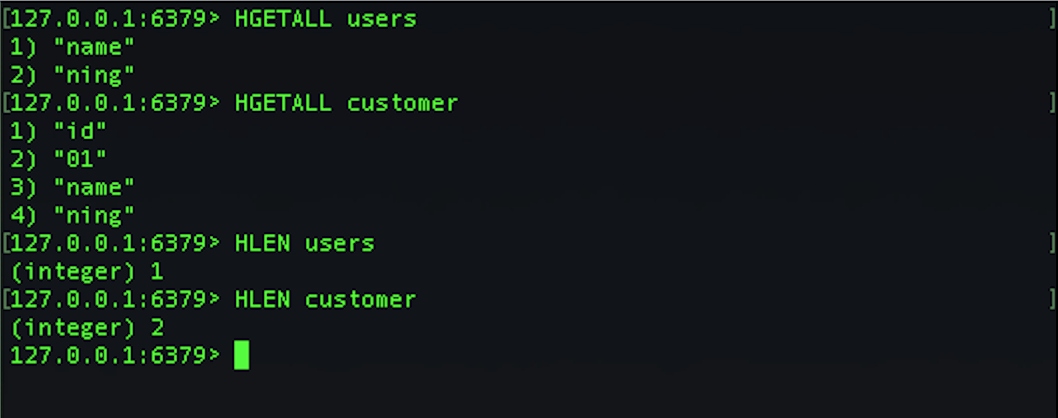 [127.0.0.1:6379> HGETALL users ]
1) "name"
2) "ning"
[127.0.0.1:6379> HGETALL customer ]
1) "id"
2) "01"
3) "name"
4) "ning"
[127.0.0.1:6379> HLEN users ]
(integer) 1
[127.0.0.1:6379> HLEN customer ]
(integer) 2
127.0.0.1:6379>